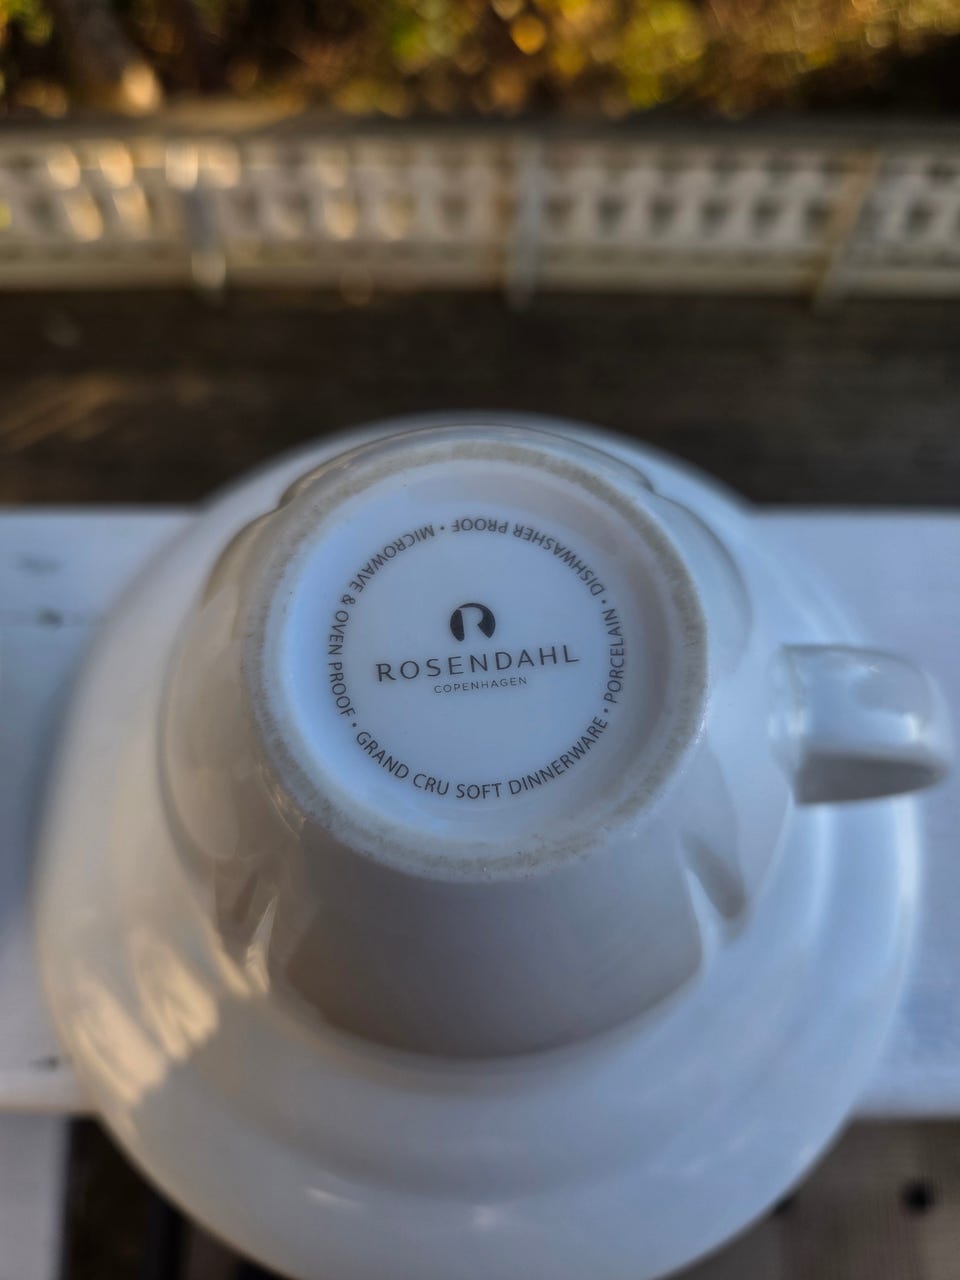 ROSENDAHL
COPENHAGEN
GRAND CRU SOFT DINNERWARE • PORCELAIN • DISHWASHER PROOF • MICROWAVE & OVEN PROOF •